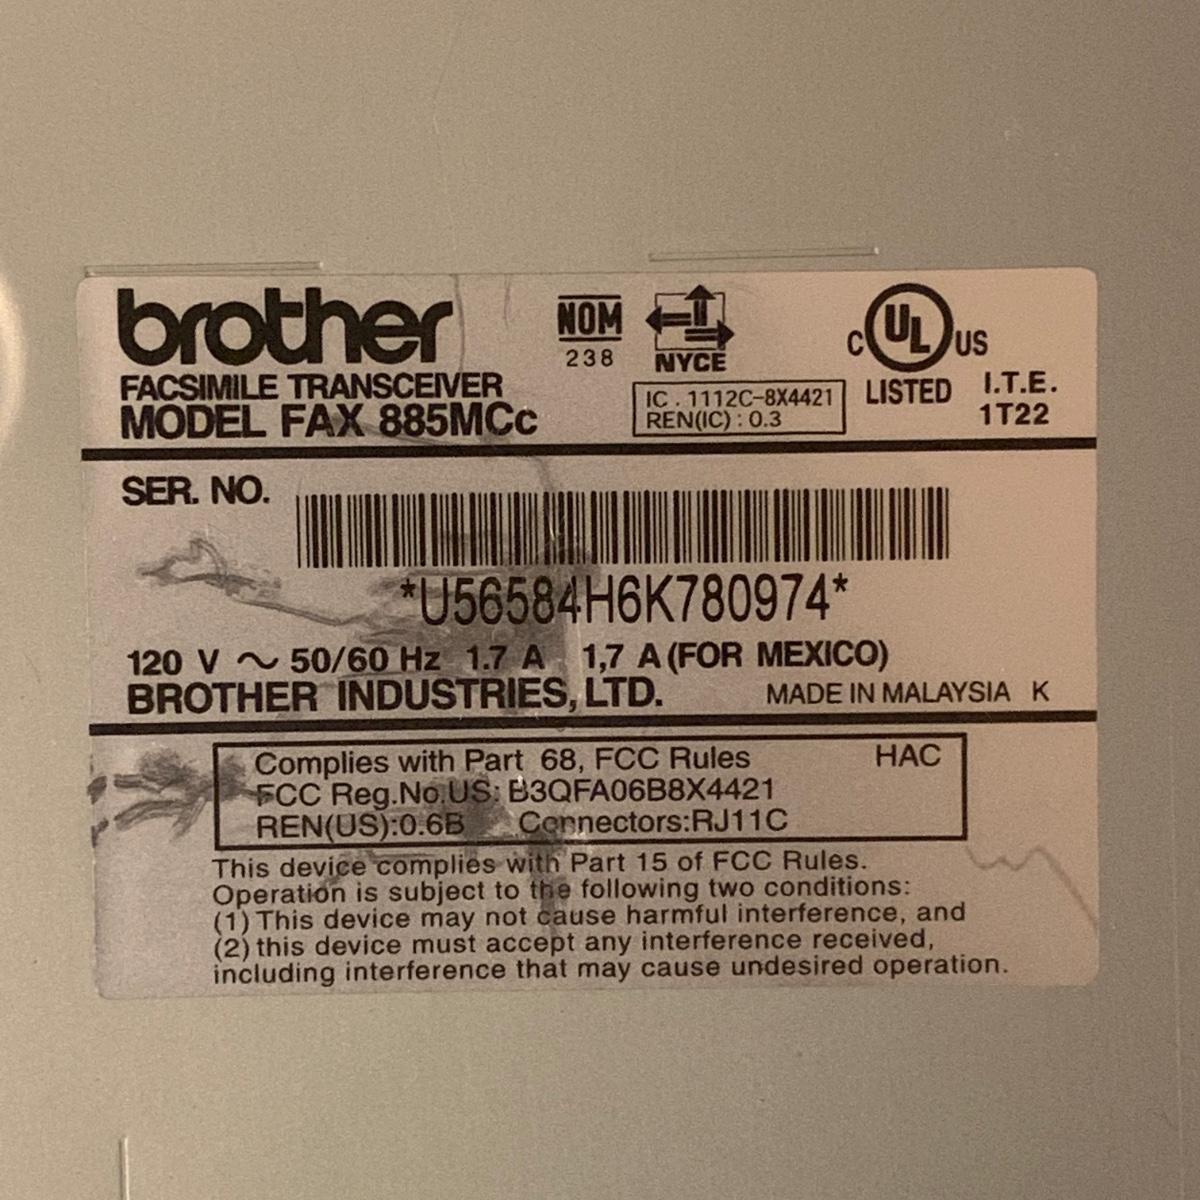 brother
FACSIMILE TRANSCEIVER
MODEL FAX 885MCc
NOM
238
NYCE
IC . 1112C-8X4421
REN(IC) : 0.3
C UL US
LISTED
I.T.E.
1T22
SER. NO.
*U56584H6K780974*
120 V ~ 50/60 Hz 1.7 A 1,7 A (FOR MEXICO)
BROTHER INDUSTRIES, LTD. MADE IN MALAYSIA K
Complies with Part 68, FCC Rules HAC
FCC Reg.No.US: B3QFA06B8X4421
REN(US):0.6B Connectors:RJ11C
This device complies with Part 15 of FCC Rules.
Operation is subject to the following two conditions:
(1) This device may not cause harmful interference, and
(2) this device must accept any interference received,
including interference that may cause undesired operation.